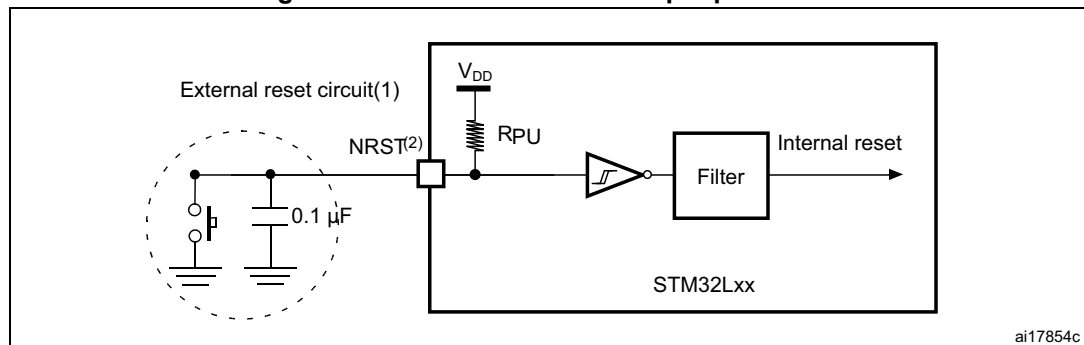 External reset circuit(1)
VDD
NRST(2)
RPU
Internal reset
Filter
0.1 µF
STM32Lxx
ai17854c